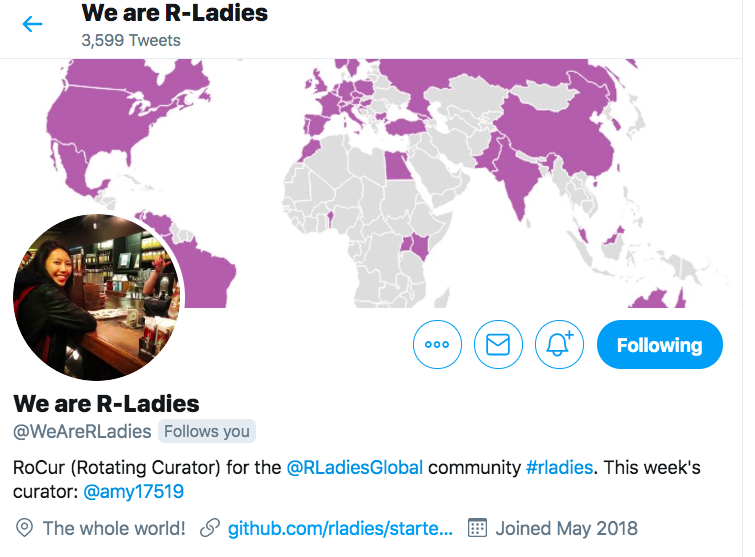 We are R-Ladies
3,599 Tweets
Following
We are R-Ladies
@WeAreRLadies Follows you
RoCur (Rotating Curator) for the @RLadiesGlobal community #rladies. This week's
curator: @amy17519
The whole world! github.com/rladies/starte... Joined May 2018